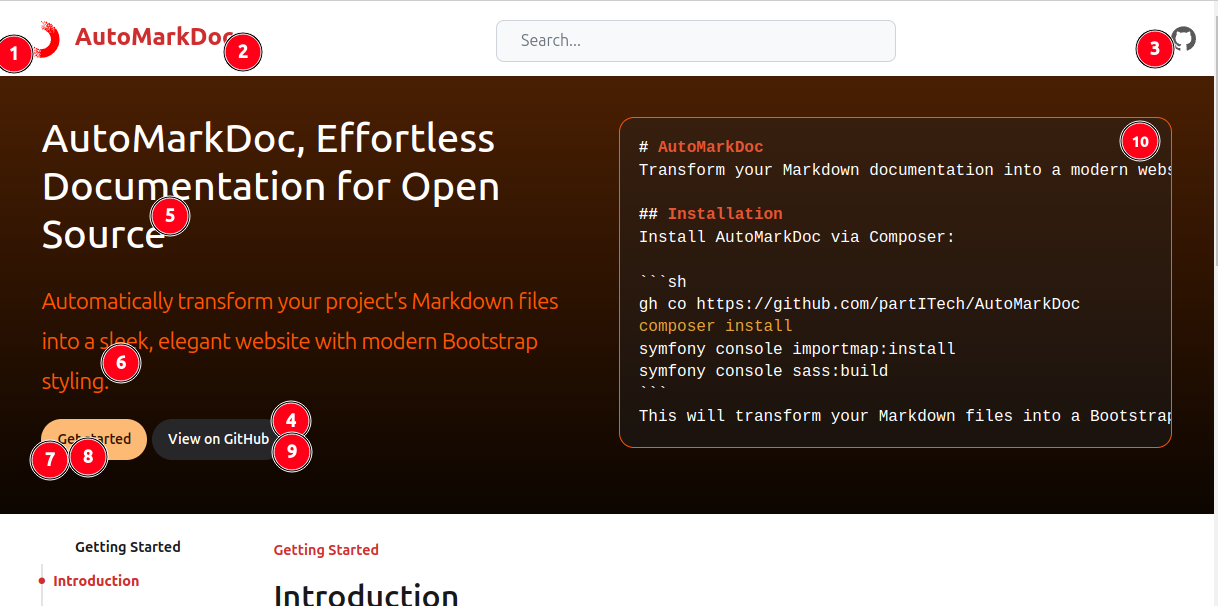 AutoMarkDoc
Search...
1
2
3
AutoMarkDoc, Effortless
Documentation for Open
Source
5
Automatically transform your project's Markdown files
into a sleek, elegant website with modern Bootstrap
styling.
6
4
Get started
View on GitHub
7
8
9
10
# AutoMarkDoc
Transform your Markdown documentation into a modern webs
## Installation
Install AutoMarkDoc via Composer:
```sh
gh co https://github.com/partITech/AutoMarkDoc
composer install
symfony console importmap:install
symfony console sass:build
```
This will transform your Markdown files into a Bootstrap
Getting Started
Introduction
Getting Started
Introduction